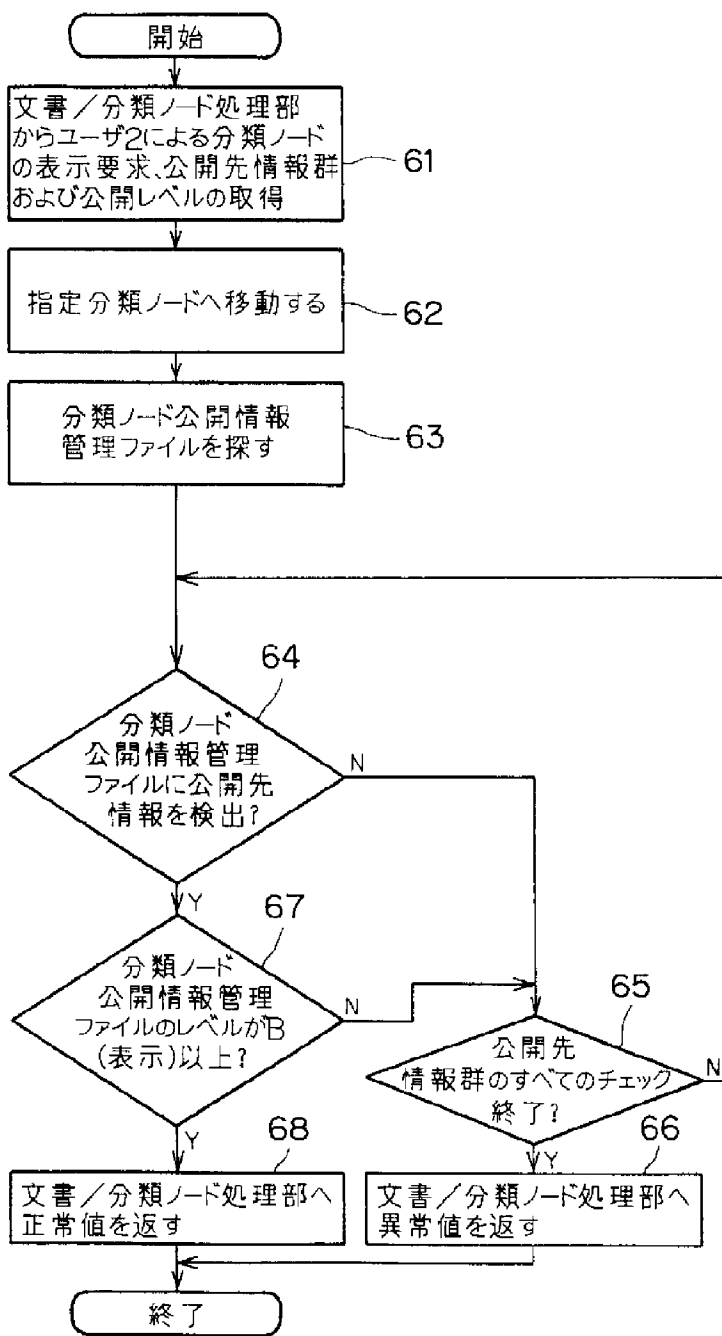 開始
文書／分類ノード処理部
からユーザ2による分類ノード
の表示要求、公開先情報群
および公開レベルの取得
61
指定分類ノードへ移動する
62
分類ノード公開情報
管理ファイルを探す
63
64
分類ノード
公開情報管理
ファイルに公開先
情報を検出?
N
Y
67
分類ノード
公開情報管理
ファイルのレベルがB
(表示)以上?
N
Y
65
公開先
情報群のすべてのチェック
終了?
N
Y
68
文書／分類ノード処理部へ
正常値を返す
66
文書／分類ノード処理部へ
異常値を返す
終了